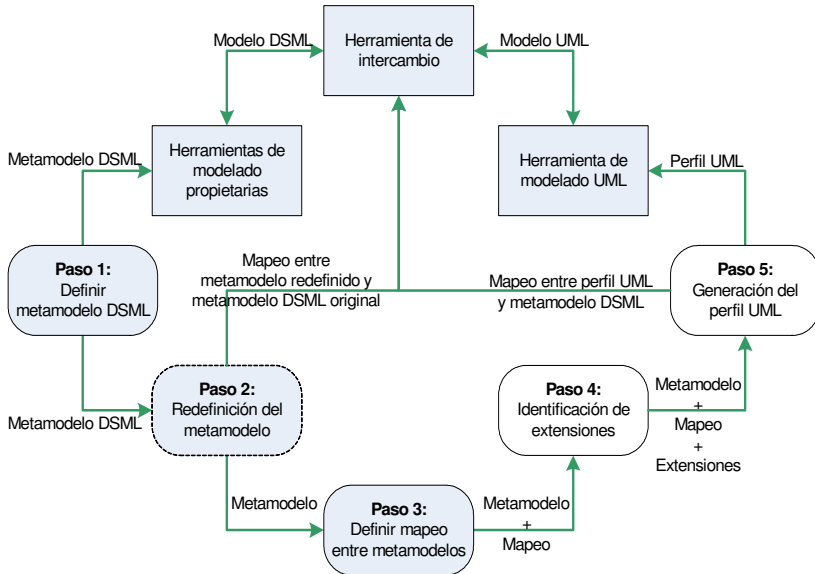 Modelo DSML
Herramienta de
intercambio
Modelo UML
Metamodelo DSML
Herramientas de
modelado
propietarias
Herramienta de
modelado UML
Perfil UML
Paso 1:
Definir
metamodelo DSML
Mapeo entre
metamodelo redefinido y
metamodelo DSML original
Mapeo entre perfil UML
y metamodelo DSML
Paso 5:
Generación del
perfil UML
Metamodelo DSML
Paso 2:
Redefinición del
metamodelo
Paso 4:
Identificación de
extensiones
Metamodelo
+
Mapeo
+
Extensiones
Metamodelo
Paso 3:
Definir mapeo
entre metamodelos
Metamodelo
+
Mapeo